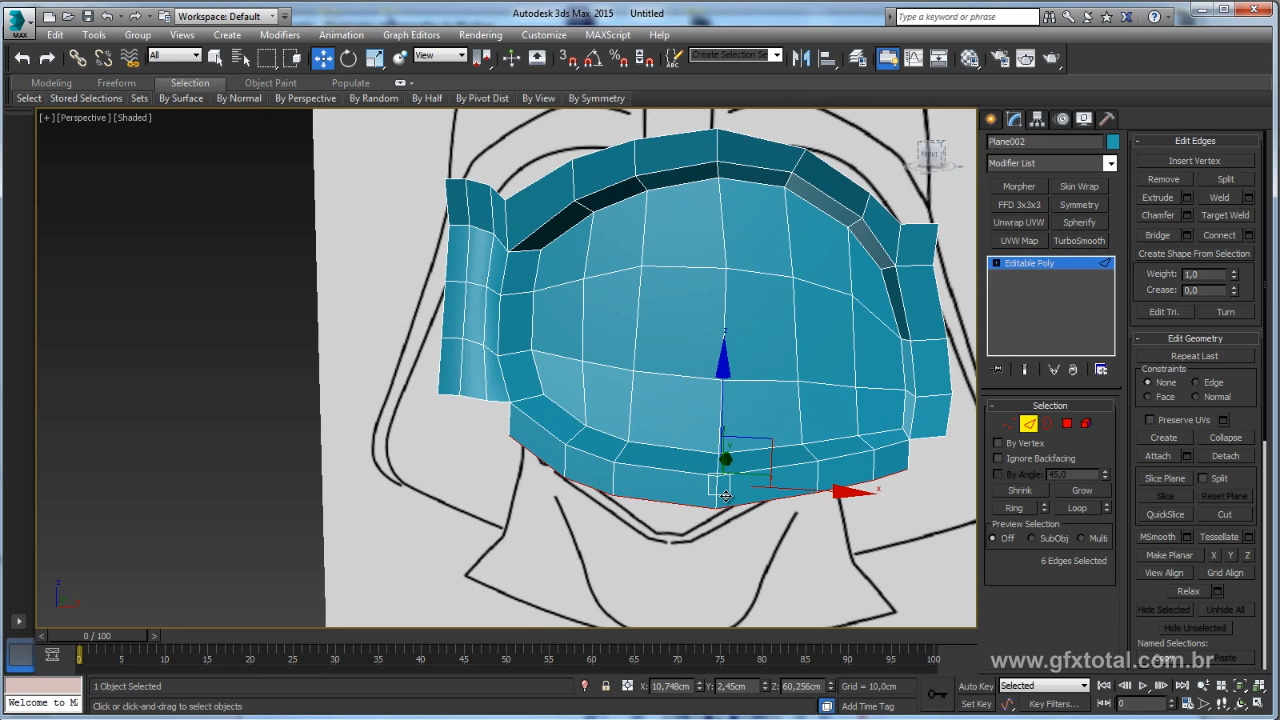 MAX
Workspace: Default
Autodesk 3ds Max 2015 Untitled
Type a keyword or phrase
Edit Tools Group Views Create Modifiers Animation Graph Editors Rendering Customize MAXScript Help
All
View
Create Selection Se
Modeling Freeform Selection Object Paint Populate
Select Stored Selections Sets By Surface By Normal By Perspective By Random By Half By Pivot Dist By View By Symmetry
[+] [Perspective] [Shaded]
FRONT
Plane002
Modifier List
Morpher Skin Wrap
FFD 3x3x3 Symmetry
Unwrap UVW Spherify
UVW Map TurboSmooth
Editable Poly
Selection
By Vertex
Ignore Backfacing
By Angle: 45,0
Shrink Grow
Ring Loop
Preview Selection
Off SubObj Multi
6 Edges Selected
Edit Edges
Insert Vertex
Remove Split
Extrude Weld
Chamfer Target Weld
Bridge Connect
Create Shape From Selection
Weight: 1,0
Crease: 0,0
Edit Tri. Turn
Edit Geometry
Repeat Last
Constraints
None Edge
Face Normal
Preserve UVs
Create Collapse
Attach Detach
Slice Plane Split
Slice Reset Plane
QuickSlice Cut
MSmooth Tessellate
Make Planar X Y Z
View Align Grid Align
Relax
Hide Selected Unhide All
Hide Unselected
Named Selections:
Copy Paste
z
y
x
z
www.gfxtotal.com.br
0 / 100
0 5 10 15 20 25 30 35 40 45 50 55 60 65 70 75 80 85 90 95 100
1 Object Selected
X: 10,748cm Y: 2,45cm Z: 60,256cm Grid = 10,0cm
Auto Key Selected
Welcome to M
Click or click-and-drag to select objects
Add Time Tag
Set Key Key Filters...
0